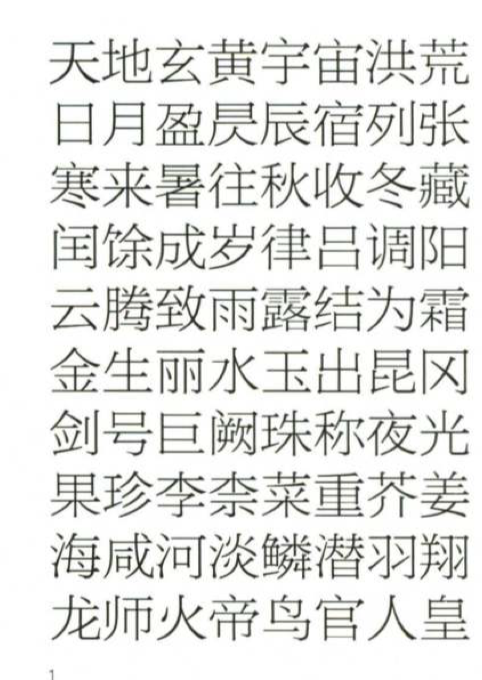 天地玄黄宇宙洪荒
日月盈昃辰宿列张
寒来暑往秋收冬藏
闰馀成岁律吕调阳
云腾致雨露结为霜
金生丽水玉出昆冈
剑号巨阙珠称夜光
果珍李柰菜重芥姜
海咸河淡鳞潜羽翔
龙师火帝鸟官人皇
1